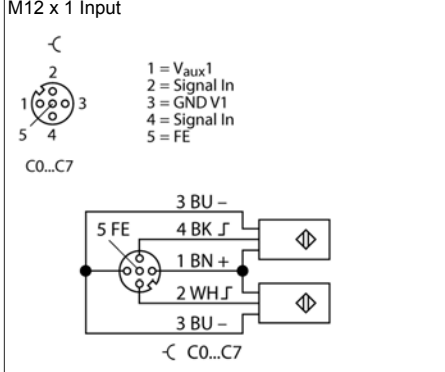 M12 x 1 Input
2
1 3
5 4
C0...C7
1 = Vaux1
2 = Signal In
3 = GND V1
4 = Signal In
5 = FE
3 BU –
5 FE
4 BK
1 BN +
2 WH
3 BU –
C0...C7